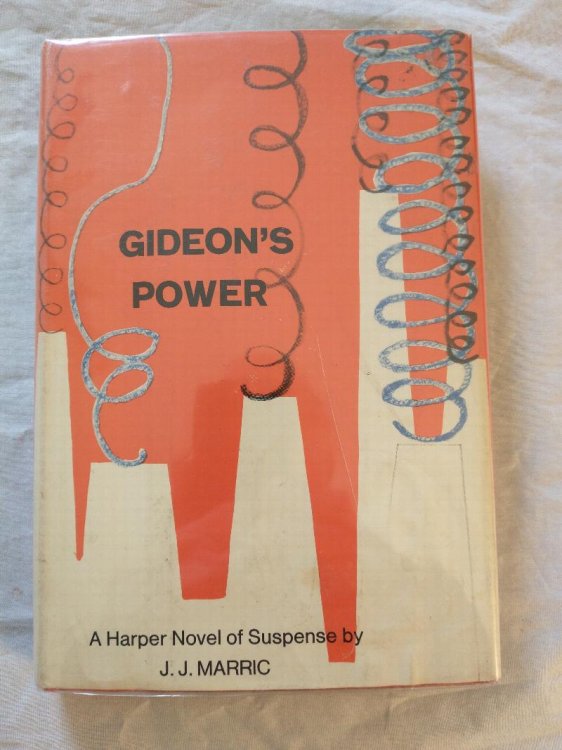 GIDEON'S
POWER
A Harper Novel of Suspense by
J. J. MARRIC